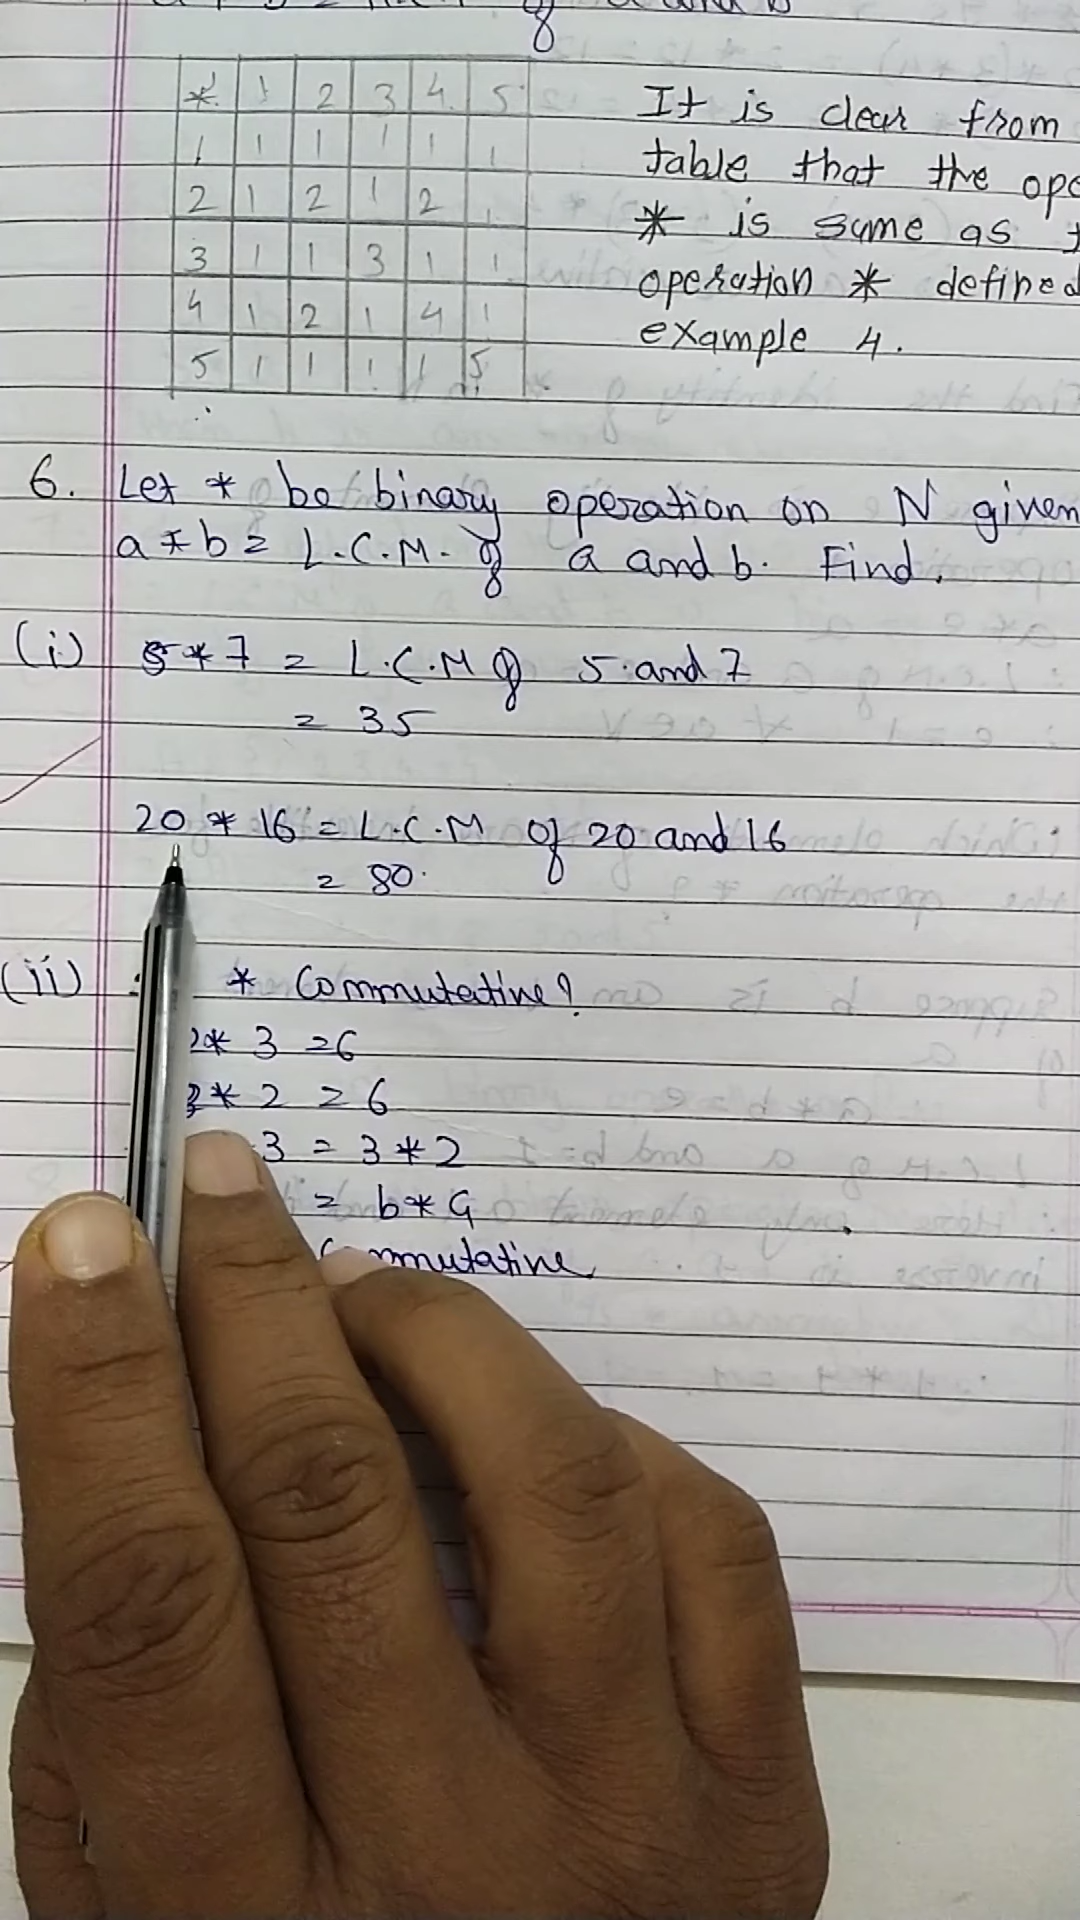 * 1 2 3 4 5
1 1 1 1 1 1
2 1 2 1 2 1
3 1 1 3 1 1
4 1 2 1 4 1
5 1 1 1 1 5
It is clear from
table that the ope
* is same as t
operation * defined
example 4.
6. Let * be binary operation on N given
a * b = L.C.M. of a and b. Find.
(i) 5 * 7 = L.C.M of 5 and 7
= 35
20 * 16 = L.C.M of 20 and 16
= 80
(ii) * Commutative?
2 * 3 = 6
3 * 2 = 6
3 = 3 * 2
= b * a
Commutative